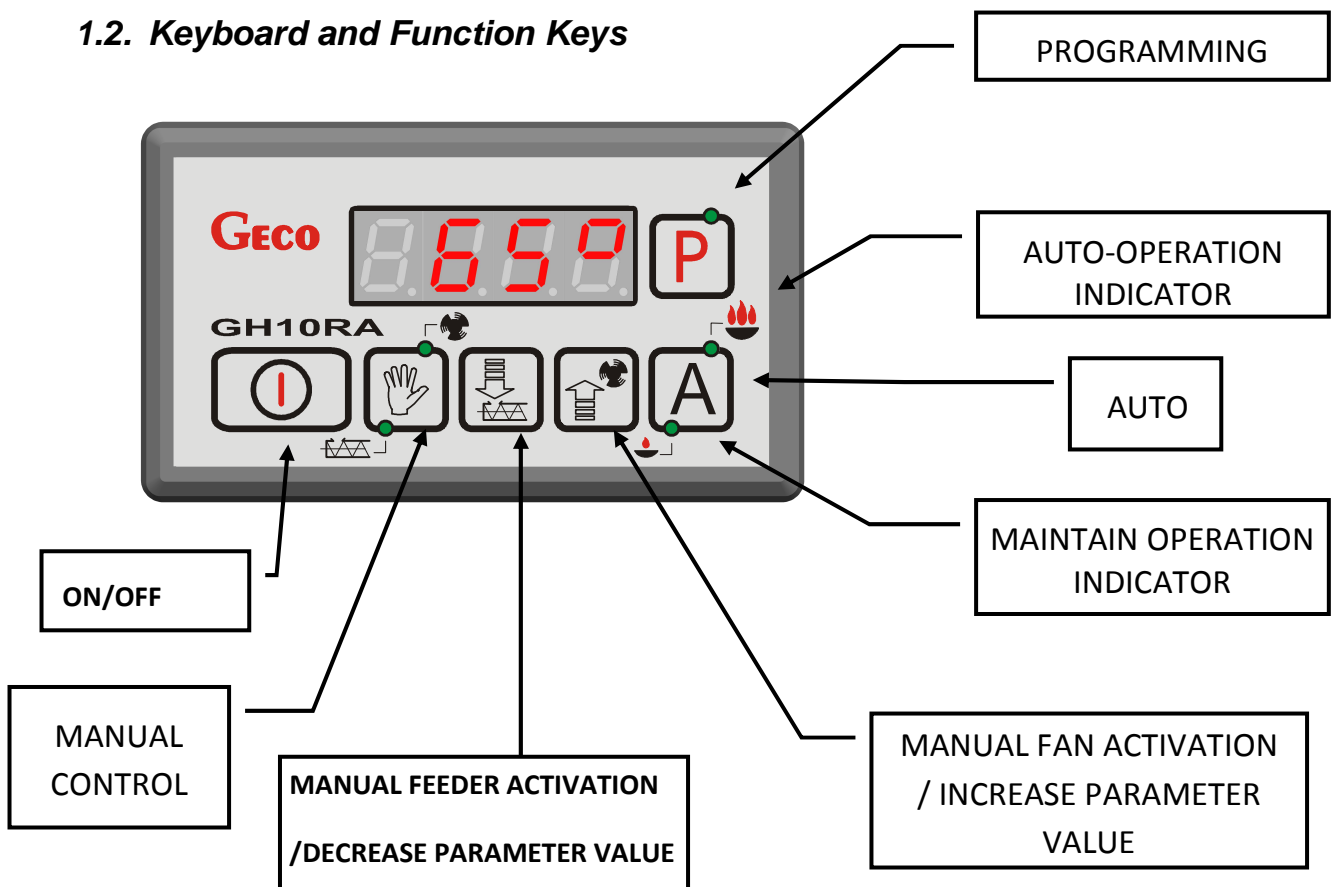 1.2. Keyboard and Function Keys
PROGRAMMING
GECO
65°
P
AUTO-OPERATION
INDICATOR
GH10RA
A
AUTO
MAINTAIN OPERATION
INDICATOR
ON/OFF
MANUAL
CONTROL
MANUAL FEEDER ACTIVATION
/DECREASE PARAMETER VALUE
MANUAL FAN ACTIVATION
/ INCREASE PARAMETER
VALUE